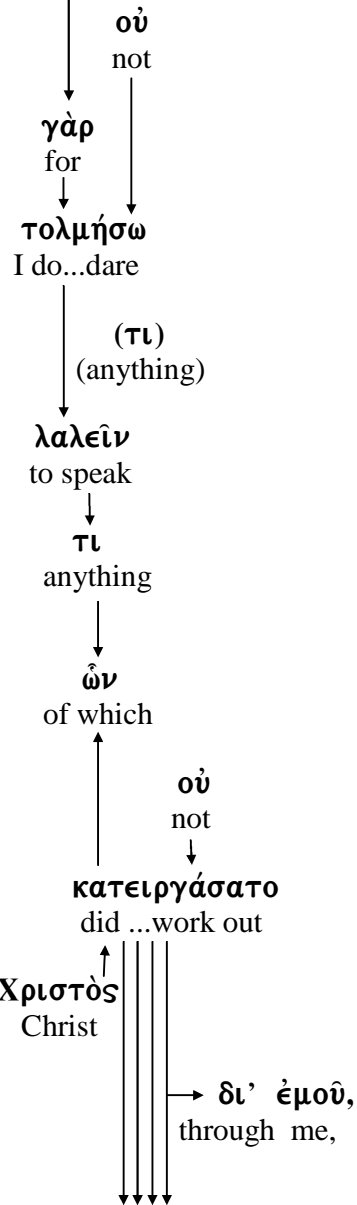 οὐ
not
γὰρ
for
τολμήσω
I do...dare
(τι)
(anything)
λαλεῖν
to speak
τι
anything
ὧν
of which
οὐ
not
κατειργάσατο
did ...work out
Χριστὸς
Christ
δι’ ἐμοῦ,
through me,